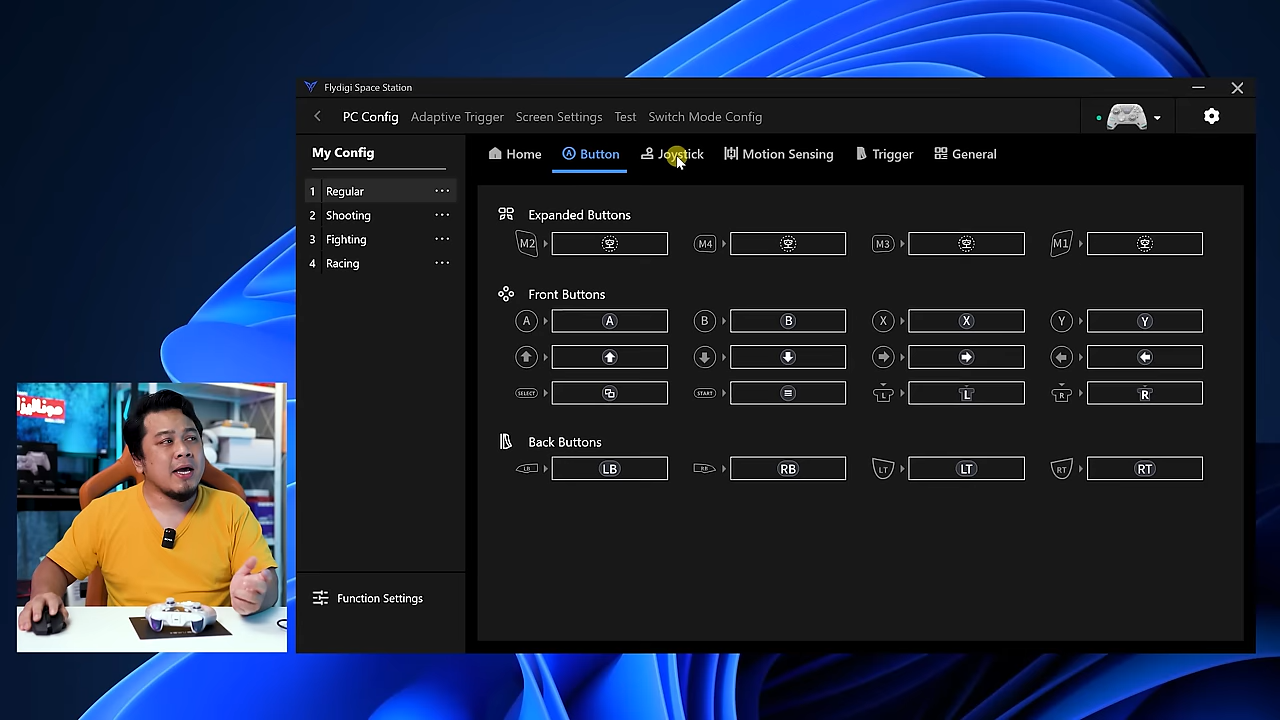 Flydigi Space Station
PC Config Adaptive Trigger Screen Settings Test Switch Mode Config
My Config
1 Regular
2 Shooting
3 Fighting
4 Racing
Function Settings
Home Button Joystick Motion Sensing Trigger General
Expanded Buttons
M2 M4 M3 M1
Front Buttons
A A B B X X Y Y
SELECT START L L R R
Back Buttons
LB LB RB RB LT LT RT RT